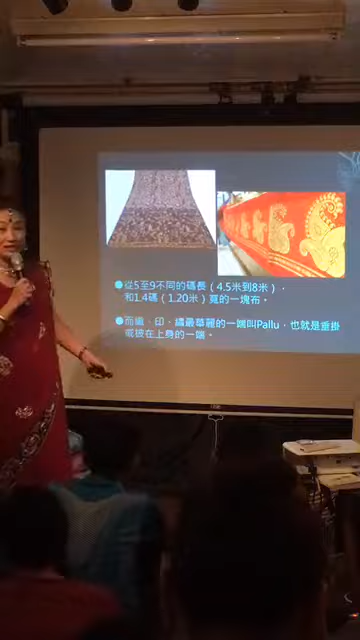 ●從5至9不同的碼長（4.5米到8米），
和1.4碼（1.20米）寬的一塊布。
●而織、印、繡最華麗的一端叫Pallu，也就是垂掛
或披在上身的一端。